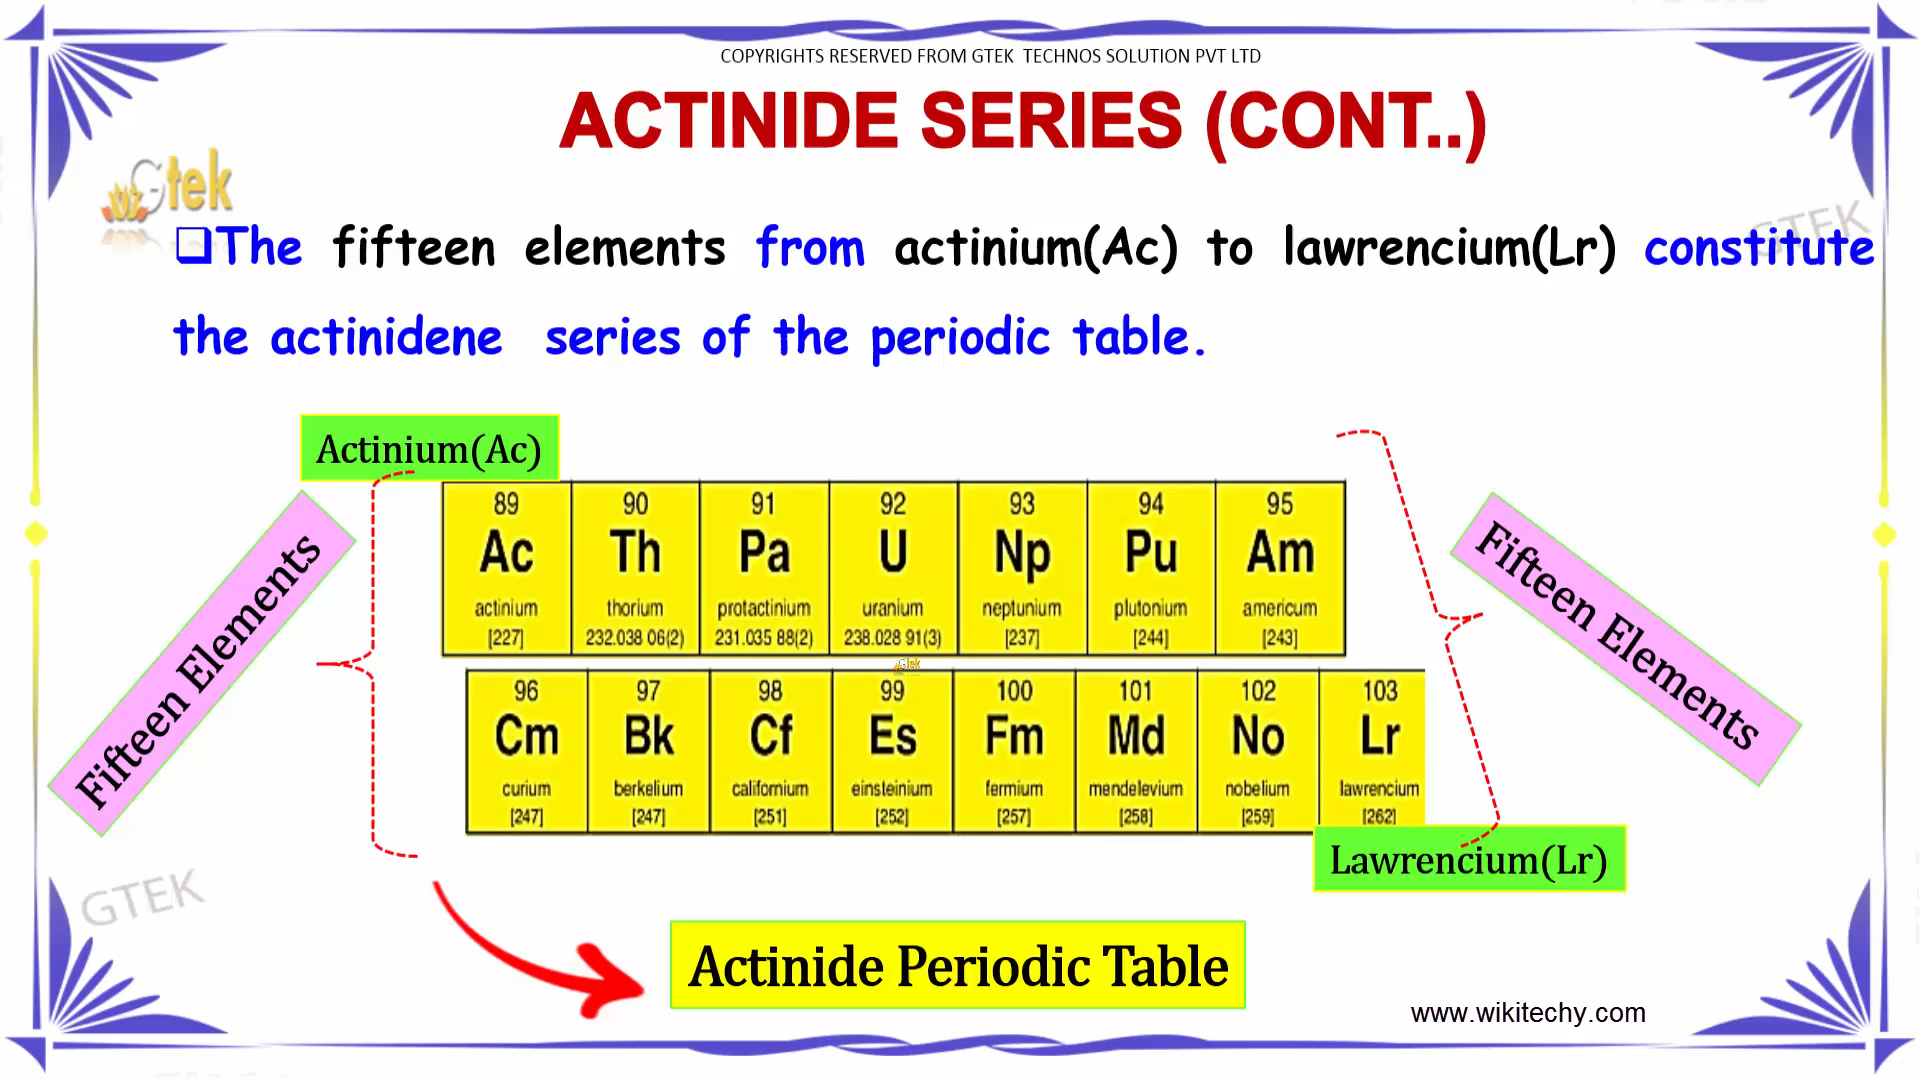 COPYRIGHTS RESERVED FROM GTEK TECHNOS SOLUTION PVT LTD
ACTINIDE SERIES (CONT..)
Gtek
GTEK
❑The fifteen elements from actinium(Ac) to lawrencium(Lr) constitute
the actinidene series of the periodic table.
Actinium(Ac)
Fifteen Elements
89 90 91 92 93 94 95
Ac Th Pa U Np Pu Am
actinium thorium protactinium uranium neptunium plutonium americum
[227] 232.038 06(2) 231.035 88(2) 238.028 91(3) [237] [244] [243]
Gtek
96 97 98 99 100 101 102 103
Cm Bk Cf Es Fm Md No Lr
curium berkelium californium einsteinium fermium mendelevium nobelium lawrencium
[247] [247] [251] [252] [257] [258] [259] [262]
Fifteen Elements
Lawrencium(Lr)
GTEK
Actinide Periodic Table
www.wikitechy.com